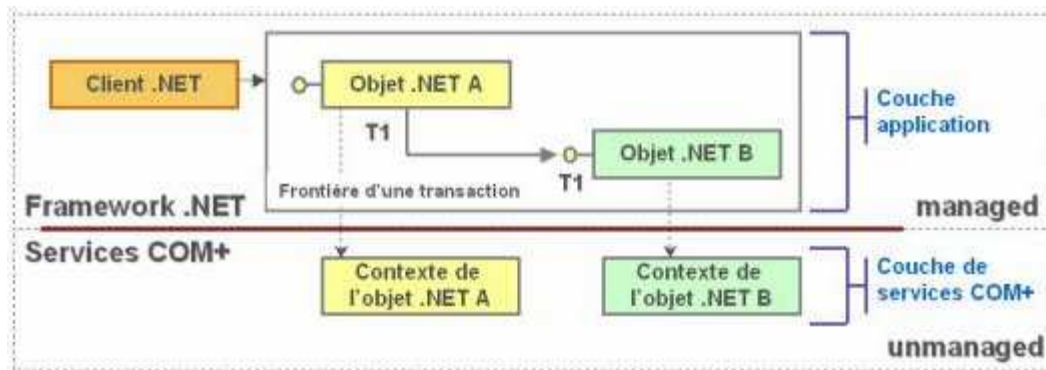 Client .NET
Objet .NET A
T1
Objet .NET B
T1
Frontière d'une transaction
Couche
application
Framework .NET
managed
Services COM+
Contexte de
l'objet .NET A
Contexte de
l'objet .NET B
Couche de
services COM+
unmanaged